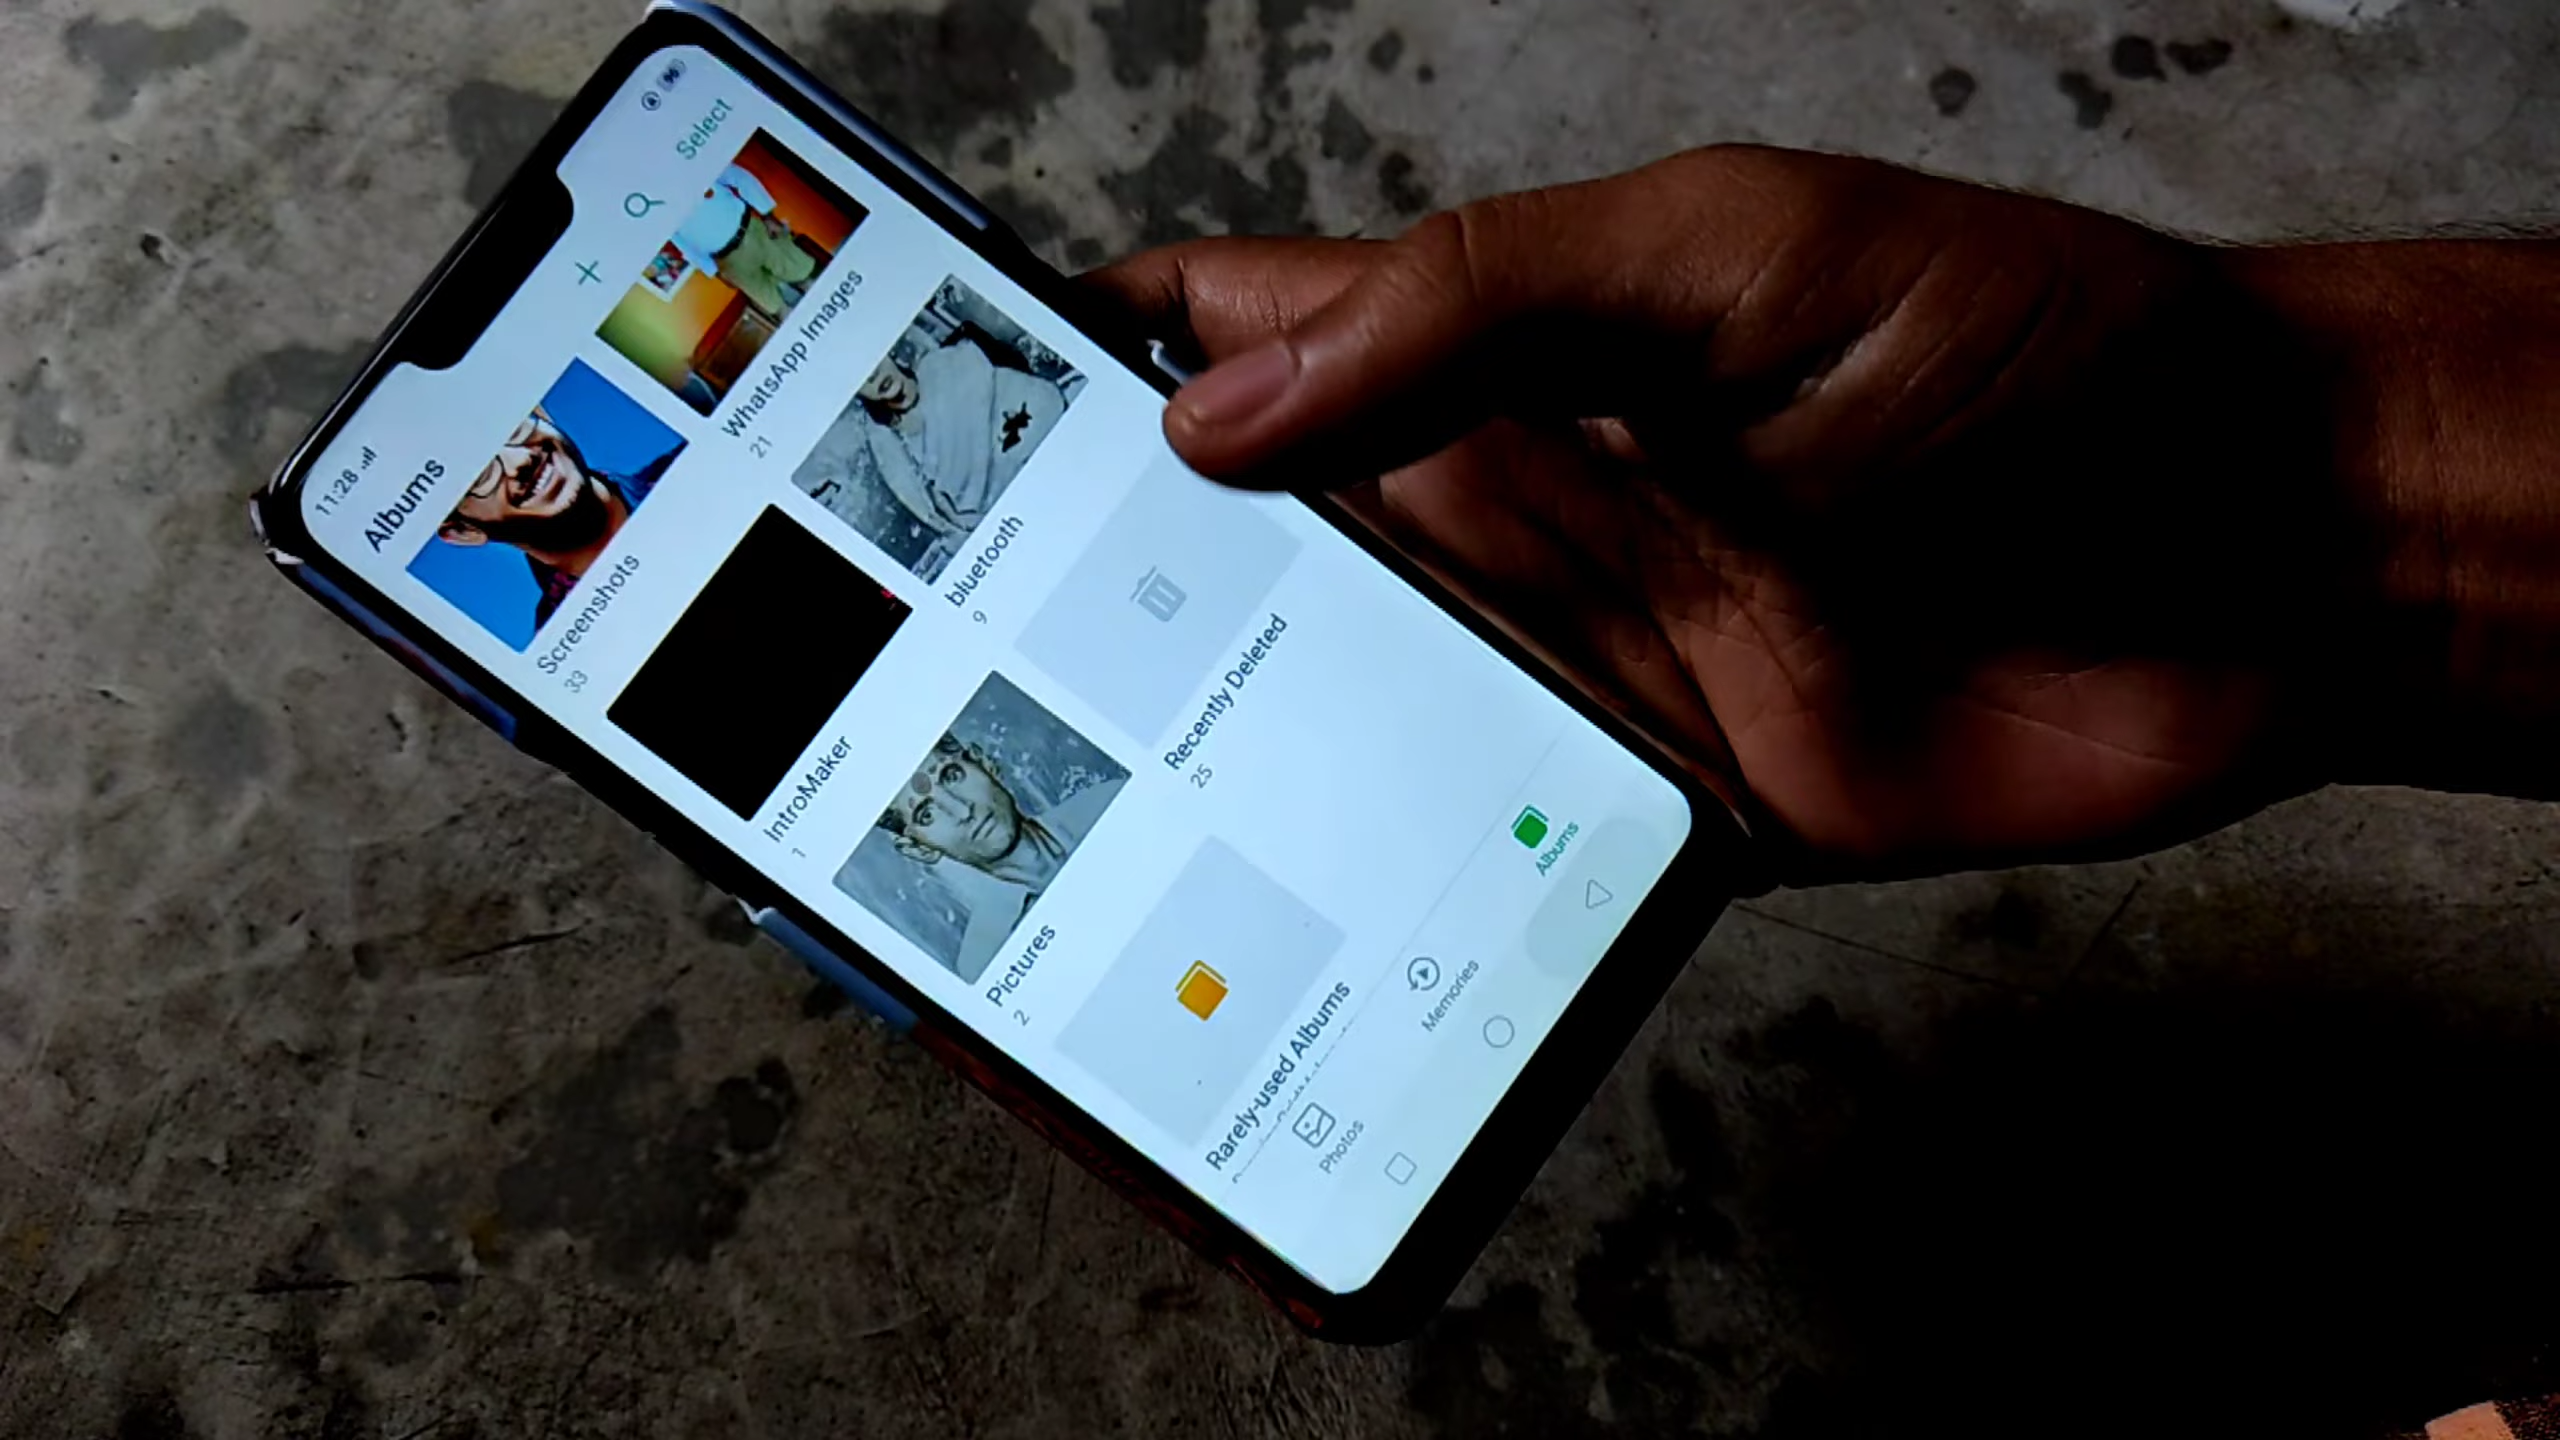 11:28
96
Select
Albums
Screenshots
33
WhatsApp Images
21
IntroMaker
1
bluetooth
9
Pictures
2
Recently Deleted
25
Rarely-used Albums
Photos
Memories
Albums